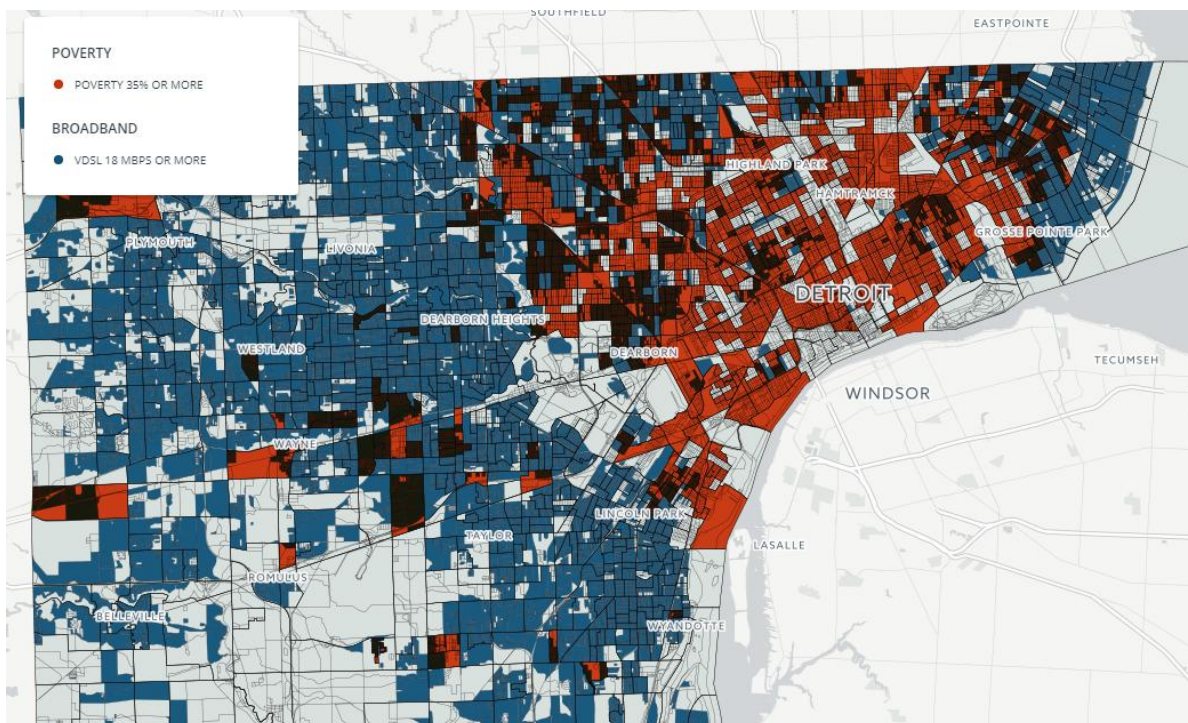 SOUTHFIELD
EASTPOINTE
POVERTY
POVERTY 35% OR MORE
BROADBAND
VDSL 18 MBPS OR MORE
HIGHLAND PARK
HAMTRAMCK
GROSSE POINTE PARK
PLYMOUTH
LIVONIA
DETROIT
DEARBORN HEIGHTS
WESTLAND
DEARBORN
TECUMSEH
WINDSOR
WAYNE
LINCOLN PARK
TAYLOR
LASALLE
ROMULUS
BELLEVILLE
WYANDOTTE